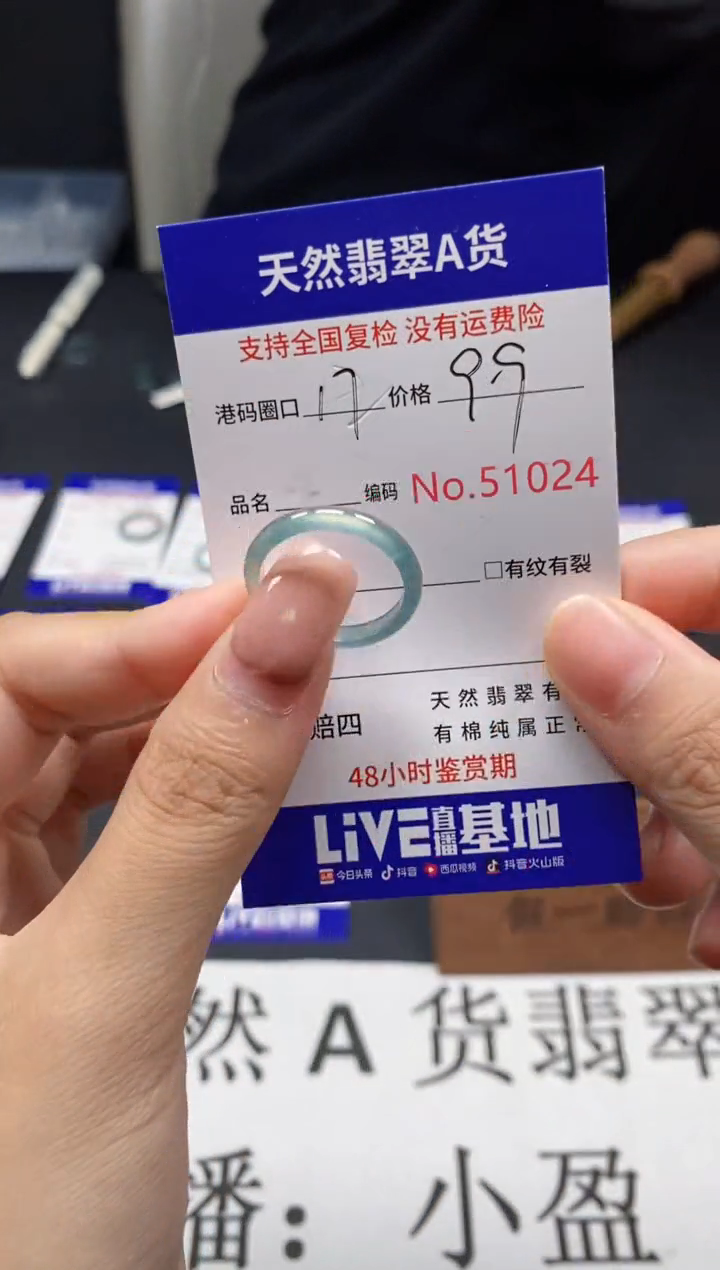 天然翡翠A货
支持全国复检 没有运费险
港码圈口 17 价格 99
品名 编码 No.51024
□有纹有裂
赔四 天然翡翠有
有棉纯属正常
48小时鉴赏期
LiVE直播基地
头条 今日头条 抖音 西瓜视频 抖音火山版
然 A 货翡翠
播：小盈